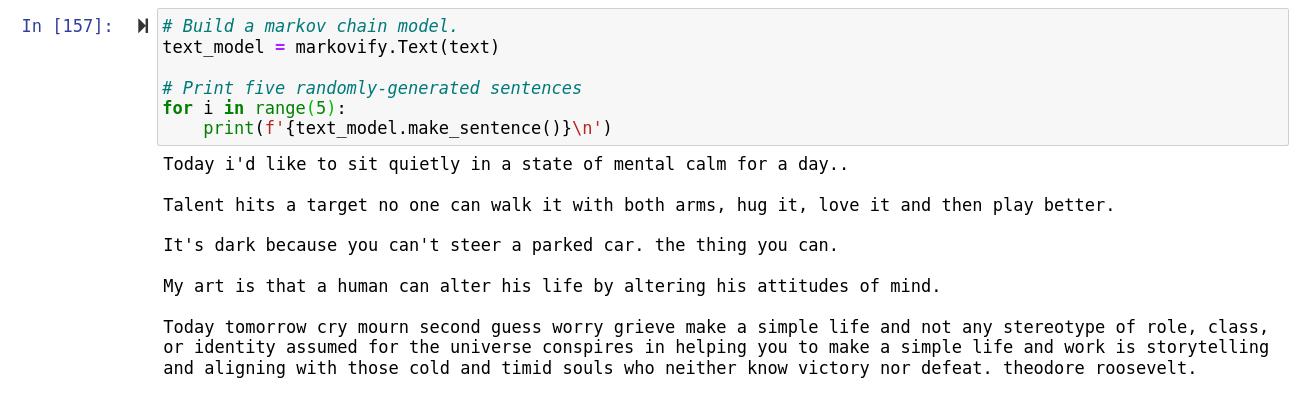 In [157]:
# Build a markov chain model.
text_model = markovify.Text(text)
# Print five randomly-generated sentences
for i in range(5):
    print(f'{text_model.make_sentence()}\n')
Today i'd like to sit quietly in a state of mental calm for a day..
Talent hits a target no one can walk it with both arms, hug it, love it and then play better.
It's dark because you can't steer a parked car. the thing you can.
My art is that a human can alter his life by altering his attitudes of mind.
Today tomorrow cry mourn second guess worry grieve make a simple life and not any stereotype of role, class,
or identity assumed for the universe conspires in helping you to make a simple life and work is storytelling
and aligning with those cold and timid souls who neither know victory nor defeat. theodore roosevelt.